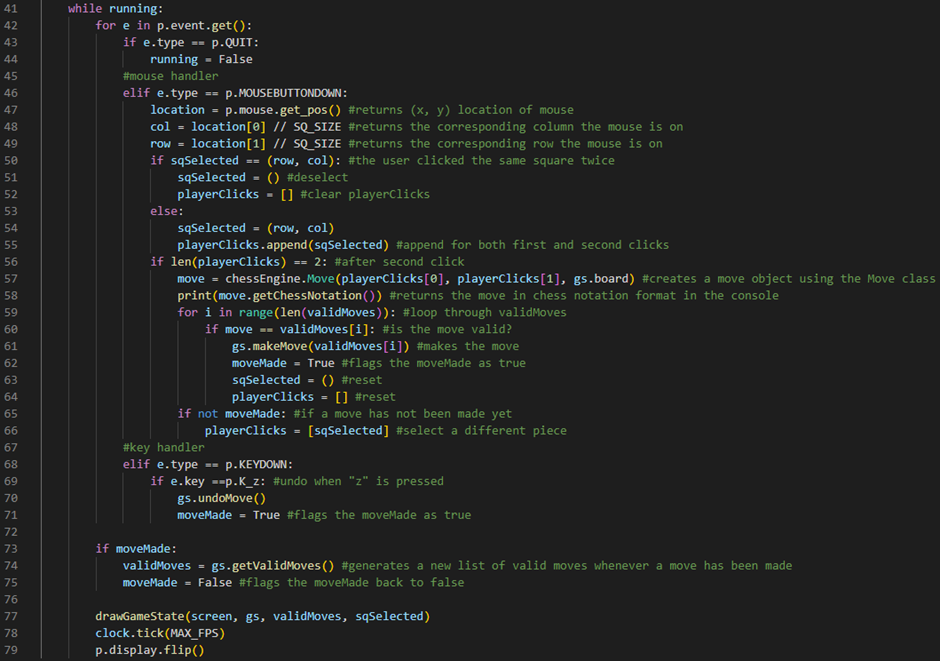 41 while running:
42 for e in p.event.get():
43 if e.type == p.QUIT:
44 running = False
45 #mouse handler
46 elif e.type == p.MOUSEBUTTONDOWN:
47 location = p.mouse.get_pos() #returns (x, y) location of mouse
48 col = location[0] // SQ_SIZE #returns the corresponding column the mouse is on
49 row = location[1] // SQ_SIZE #returns the corresponding row the mouse is on
50 if sqSelected == (row, col): #the user clicked the same square twice
51 sqSelected = () #deselect
52 playerClicks = [] #clear playerClicks
53 else:
54 sqSelected = (row, col)
55 playerClicks.append(sqSelected) #append for both first and second clicks
56 if len(playerClicks) == 2: #after second click
57 move = chessEngine.Move(playerClicks[0], playerClicks[1], gs.board) #creates a move object using the Move class
58 print(move.getChessNotation()) #returns the move in chess notation format in the console
59 for i in range(len(validMoves)): #loop through validMoves
60 if move == validMoves[i]: #is the move valid?
61 gs.makeMove(validMoves[i]) #makes the move
62 moveMade = True #flags the moveMade as true
63 sqSelected = () #reset
64 playerClicks = [] #reset
65 if not moveMade: #if a move has not been made yet
66 playerClicks = [sqSelected] #select a different piece
67 #key handler
68 elif e.type == p.KEYDOWN:
69 if e.key ==p.K_z: #undo when "z" is pressed
70 gs.undoMove()
71 moveMade = True #flags the moveMade as true
72
73 if moveMade:
74 validMoves = gs.getValidMoves() #generates a new list of valid moves whenever a move has been made
75 moveMade = False #flags the moveMade back to false
76
77 drawGameState(screen, gs, validMoves, sqSelected)
78 clock.tick(MAX_FPS)
79 p.display.flip()